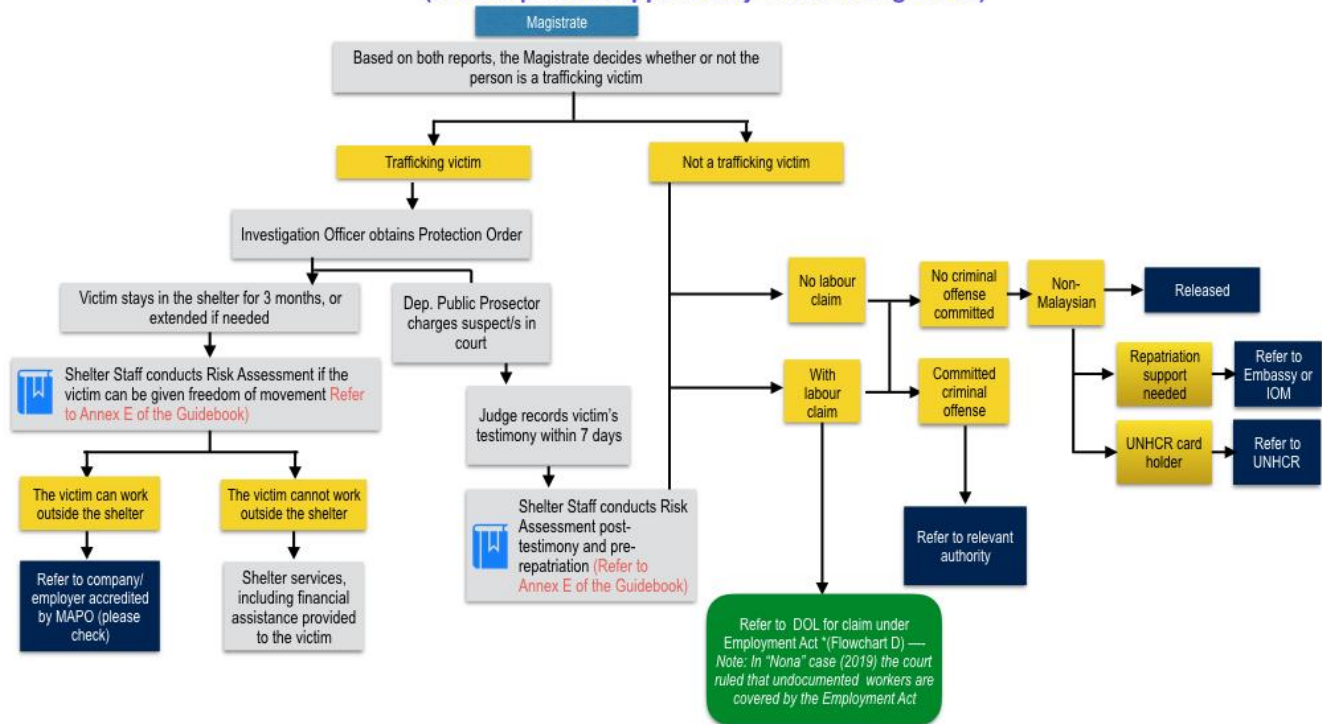 Magistrate
Based on both reports, the Magistrate decides whether or not the
person is a trafficking victim
Trafficking victim
Not a trafficking victim
Investigation Officer obtains Protection Order
Victim stays in the shelter for 3 months, or
extended if needed
Dep. Public Prosector
charges suspect/s in
court
Shelter Staff conducts Risk Assessment if the
victim can be given freedom of movement Refer
to Annex E of the Guidebook)
Judge records victim's
testimony within 7 days
The victim can work
outside the shelter
The victim cannot work
outside the shelter
Shelter Staff conducts Risk
Assessment post-
testimony and pre-
repatriation (Refer to
Annex E of the Guidebook)
Refer to company/
employer accredited
by MAPO (please
check)
Shelter services,
including financial
assistance provided
to the victim
No labour
claim
No criminal
offense
committed
Non-
Malaysian
Released
With
labour
claim
Committed
criminal
offense
Repatriation
support
needed
Refer to
Embassy or
IOM
UNHCR card
holder
Refer to
UNHCR
Refer to relevant
authority
Refer to DOL for claim under
Employment Act *(Flowchart D) —-
Note: In "Nona" case (2019) the court
ruled that undocumented workers are
covered by the Employment Act